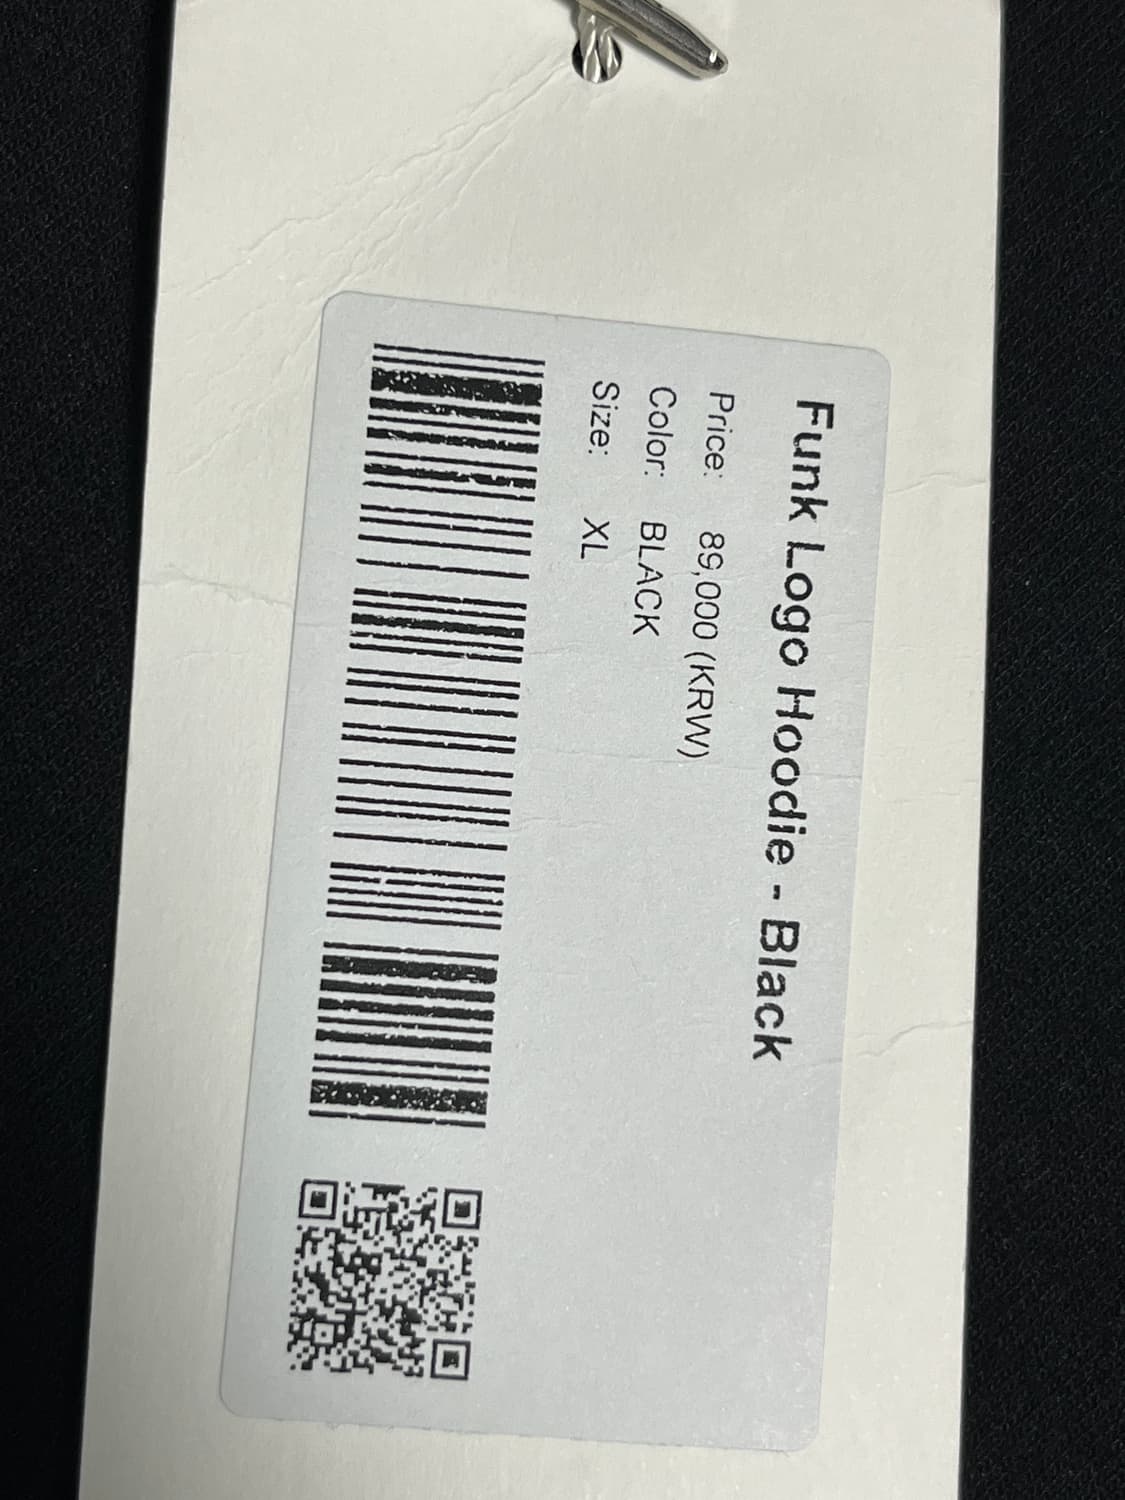 Funk Logo Hoodie - Black
Price: 89,000 (KRW)
Color: BLACK
Size: XL